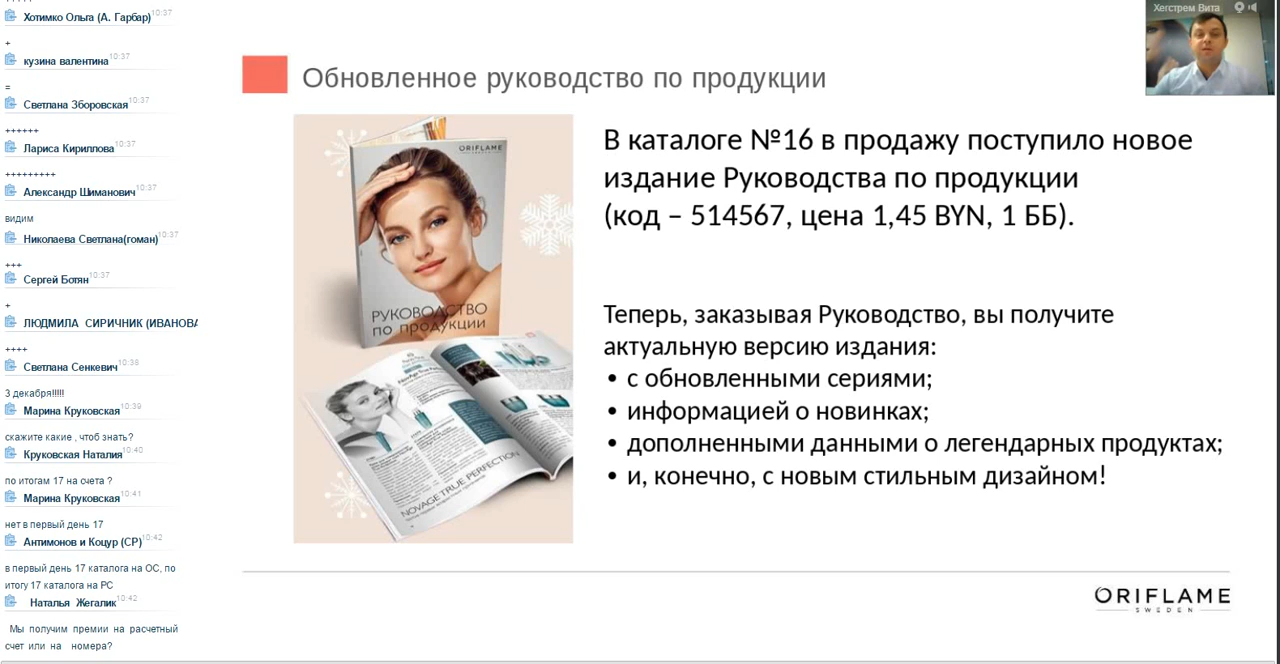 +++++
Хотимко Ольга (А. Гарбар) 10:37
+
кузина валентина 10:37
=
Светлана Зборовская 10:37
++++++
Лариса Кириллова 10:37
+++++++++
Александр Шиманович 10:37
видим
Николаева Светлана(гоман) 10:37
+++
Сергей Ботян 10:37
+
ЛЮДМИЛА СИРИЧНИК (ИВАНОВА
++++
Светлана Сенкевич 10:38
3 декабря!!!!!
Марина Круковская 10:39
скажите какие , чтоб знать?
Круковская Наталия 10:40
по итогам 17 на счета ?
Марина Круковская 10:41
нет в первый день 17
Антимонов и Коцур (СР) 10:42
в первый день 17 каталога на ОС, по
итогу 17 каталога на РС
Наталья Жегалик 10:42
Мы получим премии на расчетный
счет или на номера?
Обновленное руководство по продукции
ORIFLAME
SWEDEN
РУКОВОДСТВО
по продукции
NOVAGE TRUE PERFECTION
В каталоге №16 в продажу поступило новое
издание Руководства по продукции
(код – 514567, цена 1,45 BYN, 1 ББ).
Теперь, заказывая Руководство, вы получите
актуальную версию издания:
• с обновленными сериями;
• информацией о новинках;
• дополненными данными о легендарных продуктах;
• и, конечно, с новым стильным дизайном!
ORIFLAME
SWEDEN
Хегстрем Вита